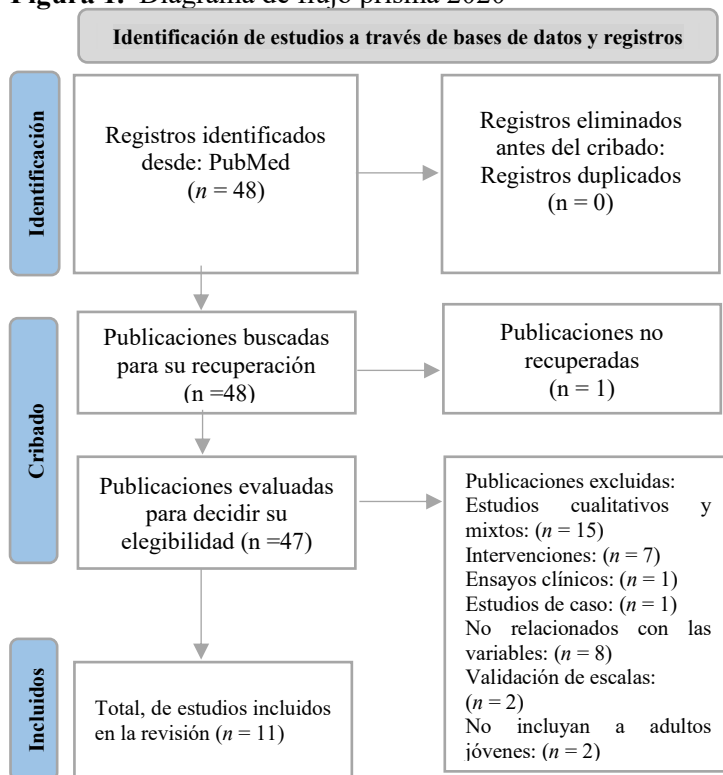 Figura 1. Diagrama de flujo prisma 2020
Identificación de estudios a través de bases de datos y registros
Identificación
Registros identificados
desde: PubMed
(n = 48)
Registros eliminados
antes del cribado:
Registros duplicados
(n = 0)
Cribado
Publicaciones buscadas
para su recuperación
(n =48)
Publicaciones no
recuperadas
(n = 1)
Publicaciones evaluadas
para decidir su
elegibilidad (n =47)
Publicaciones excluidas:
Estudios cualitativos y
mixtos: (n = 15)
Intervenciones: (n = 7)
Ensayos clínicos: (n = 1)
Estudios de caso: (n = 1)
No relacionados con las
variables: (n = 8)
Validación de escalas:
(n = 2)
No incluyan a adultos
jóvenes: (n = 2)
Incluidos
Total, de estudios incluidos
en la revisión (n = 11)